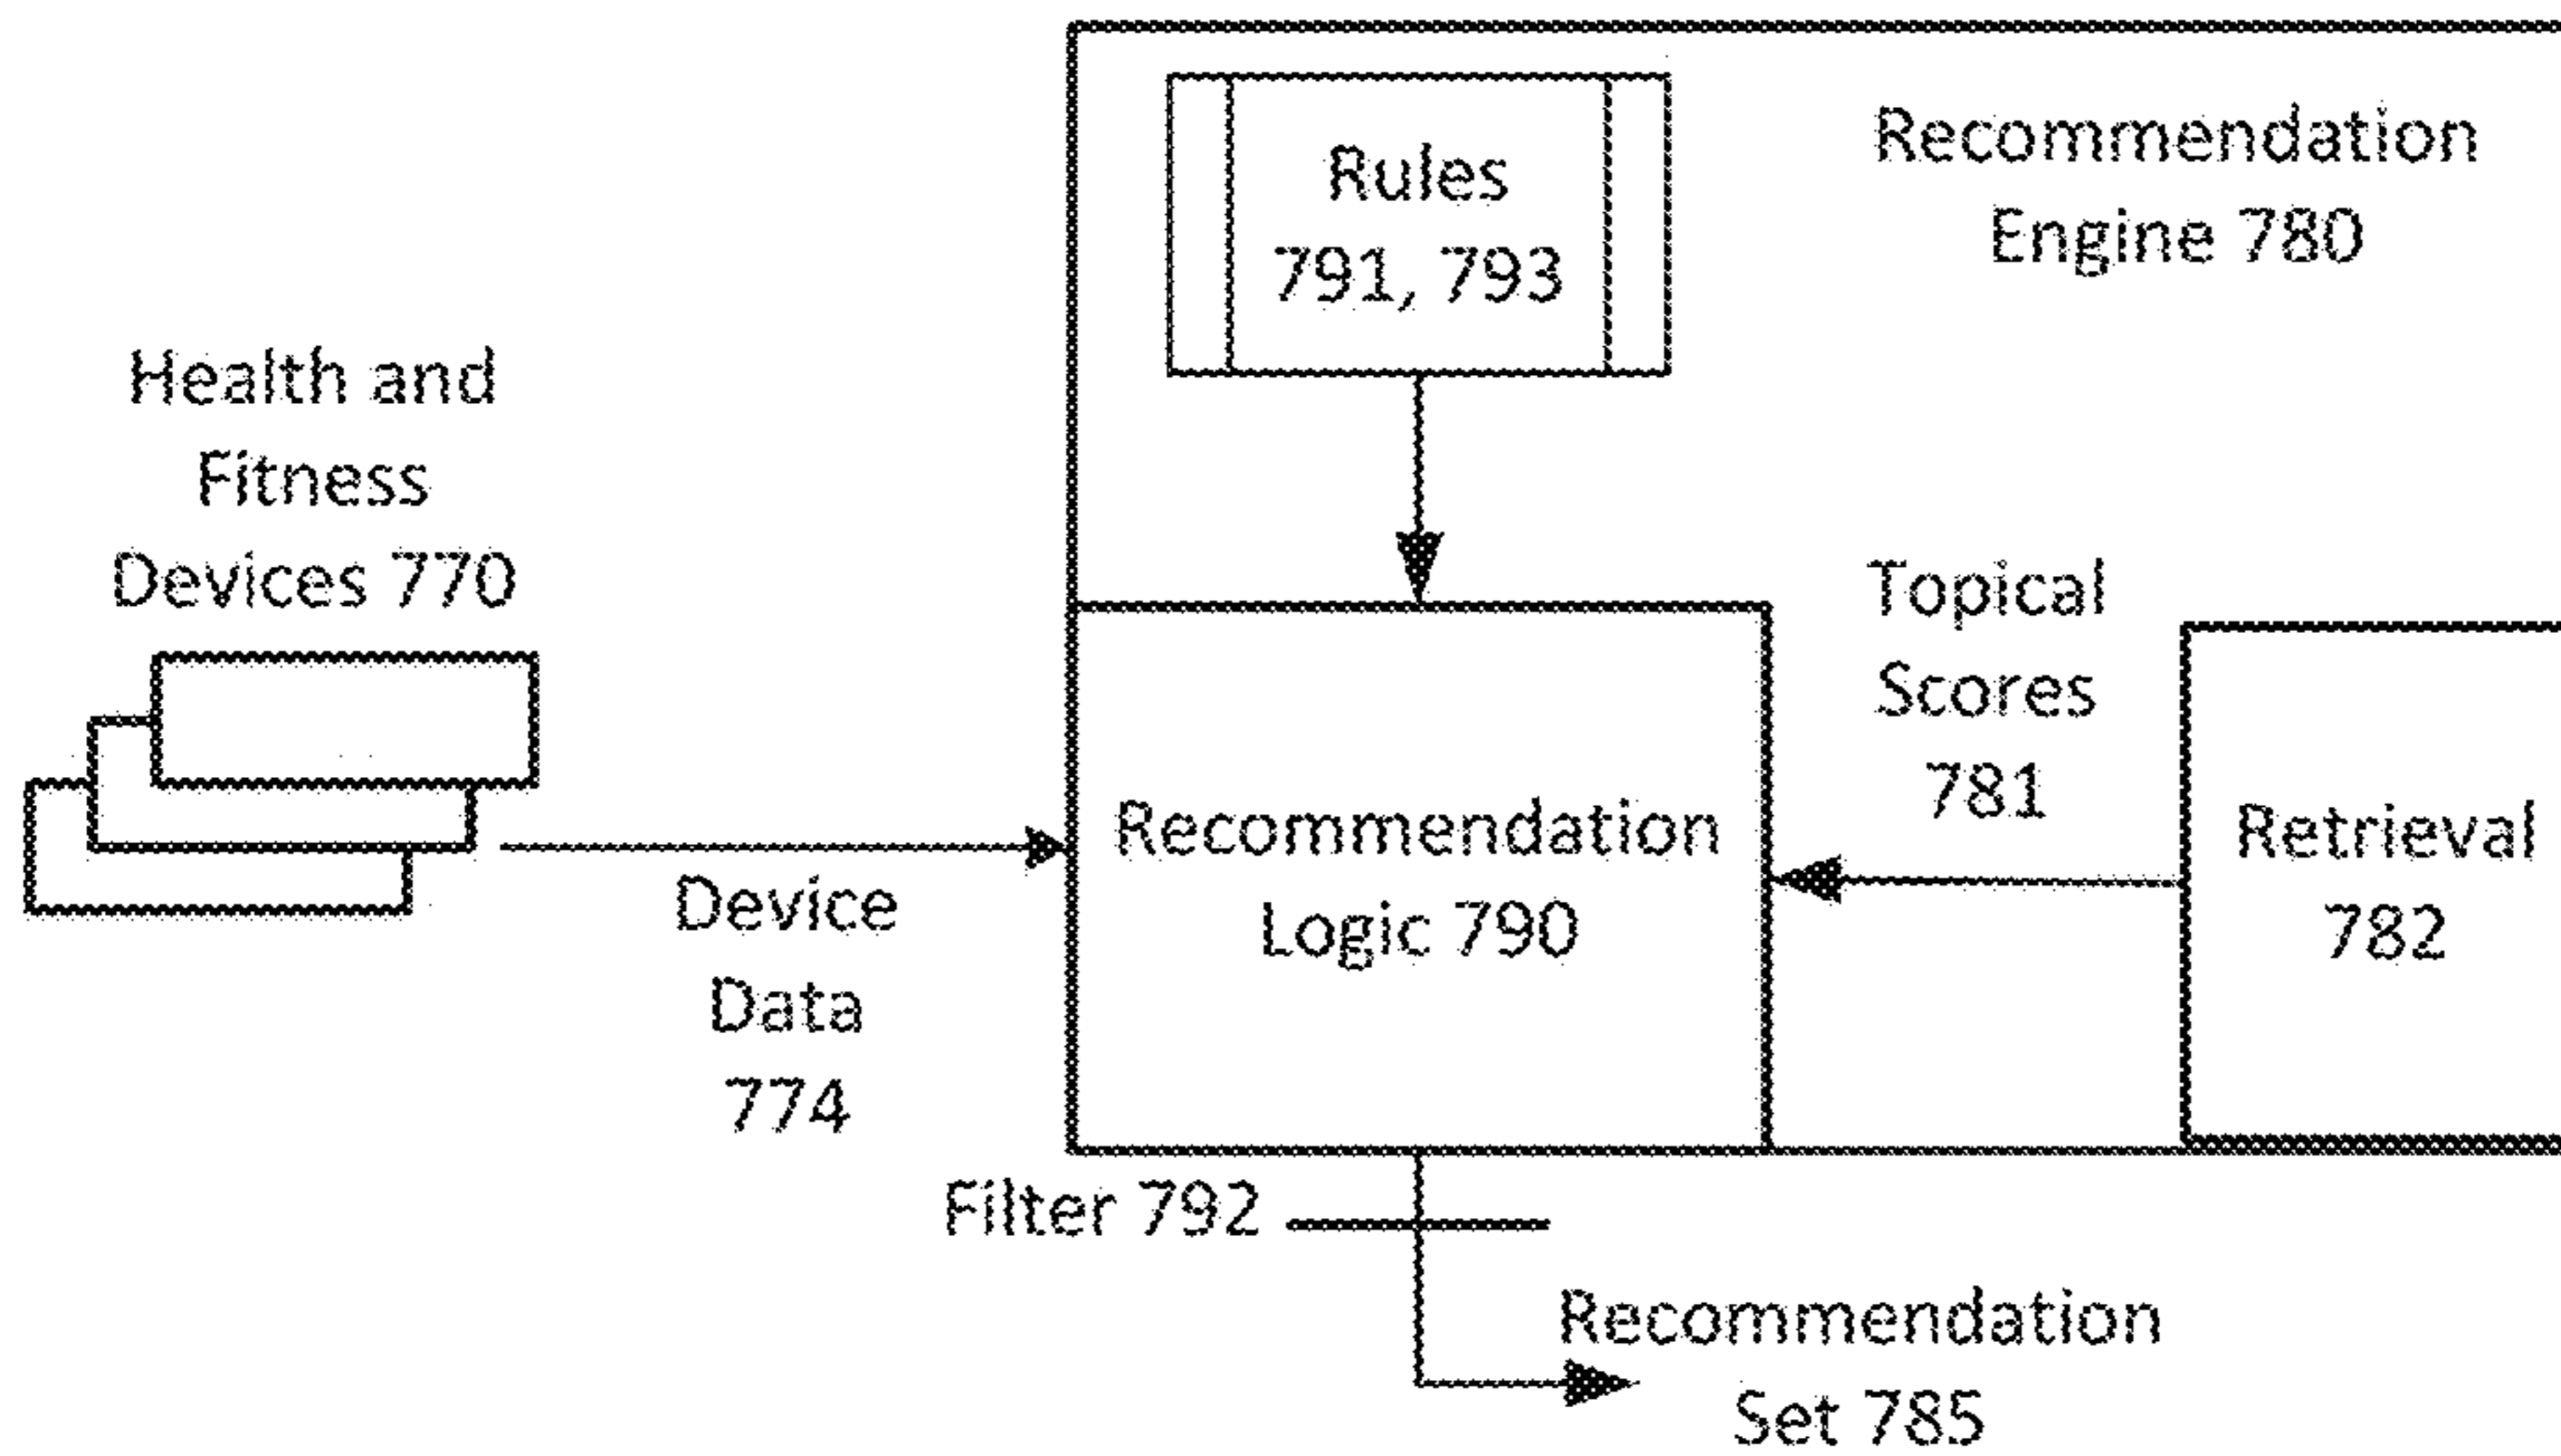 Rules
791, 793
Recommendation
Engine 780
Health and
Fitness
Devices 770
Topical
Scores
781
Recommendation
Logic 790
Retrieval
782
Device
Data
774
Filter 792
Recommendation
Set 785